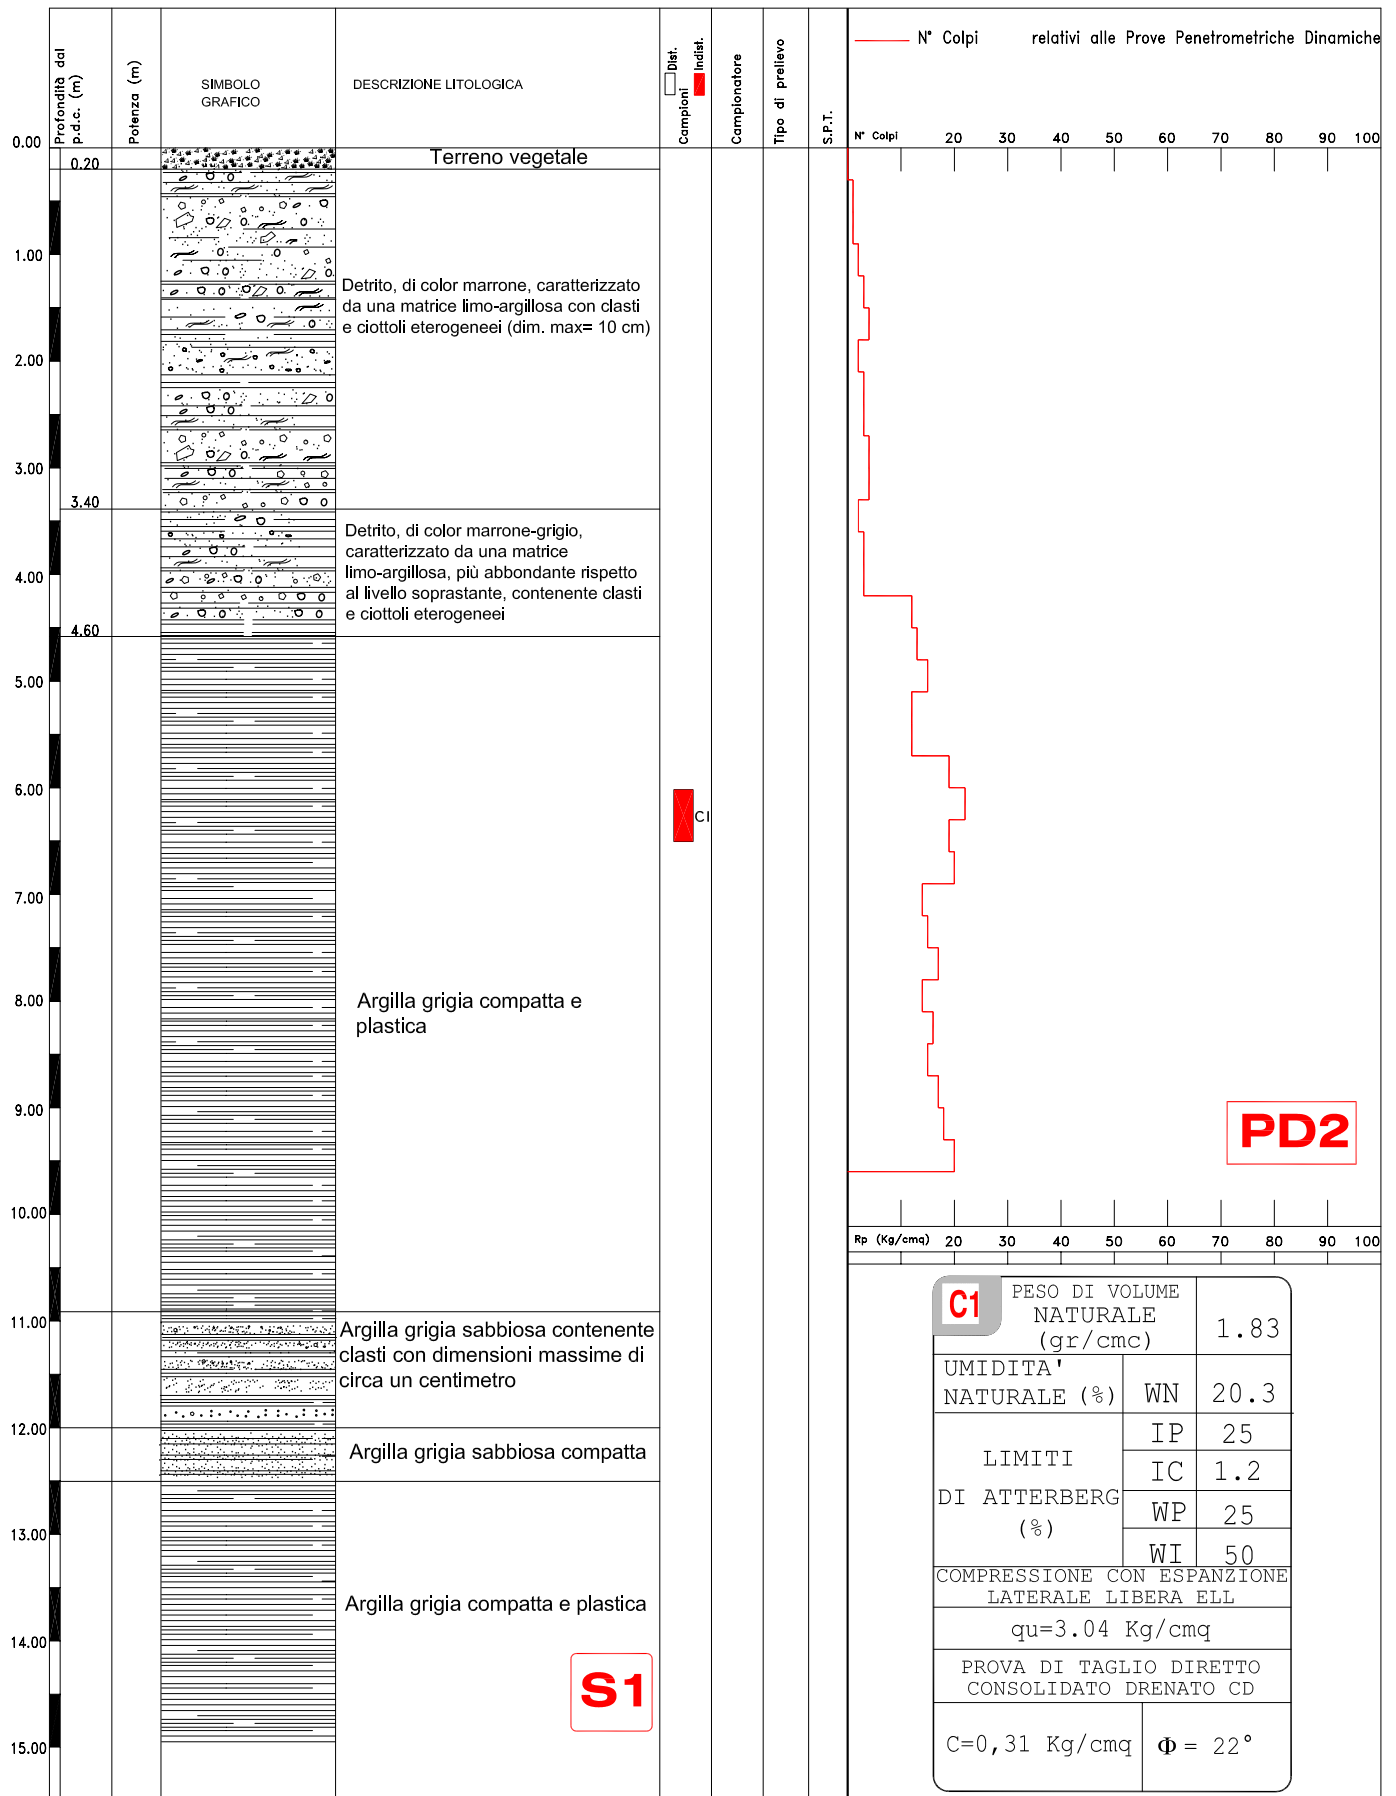 Profondità dal
p.d.c. (m)
Potenza (m)
SIMBOLO
GRAFICO
DESCRIZIONE LITOLOGICA
Campioni
Dist.
Indist.
Campionatore
Tipo di prelievo
S.P.T.
N° Colpi relativi alle Prove Penetrometriche Dinamiche
N° Colpi 20 30 40 50 60 70 80 90 100
0.00
0.20
Terreno vegetale
1.00
Detrito, di color marrone, caratterizzato
da una matrice limo-argillosa con clasti
e ciottoli eterogeneei (dim. max= 10 cm)
2.00
3.00
3.40
Detrito, di color marrone-grigio,
caratterizzato da una matrice
limo-argillosa, più abbondante rispetto
al livello soprastante, contenente clasti
e ciottoli eterogeneei
4.00
4.60
5.00
6.00
CI
7.00
8.00
Argilla grigia compatta e
plastica
9.00
PD2
10.00
Rp (Kg/cmq) 20 30 40 50 60 70 80 90 100
11.00
Argilla grigia sabbiosa contenente
clasti con dimensioni massime di
circa un centimetro
12.00
Argilla grigia sabbiosa compatta
13.00
Argilla grigia compatta e plastica
14.00
S1
15.00
C1
PESO DI VOLUME
NATURALE
(gr/cmc)
1.83
UMIDITA'
NATURALE (%)
WN 20.3
LIMITI
DI ATTERBERG
(%)
IP 25
IC 1.2
WP 25
WI 50
COMPRESSIONE CON ESPANZIONE
LATERALE LIBERA ELL
qu=3.04 Kg/cmq
PROVA DI TAGLIO DIRETTO
CONSOLIDATO DRENATO CD
C=0,31 Kg/cmq
Φ = 22°